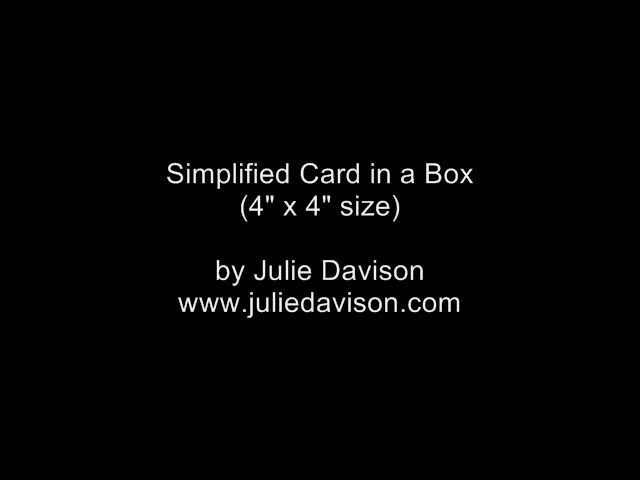 Simplified Card in a Box
(4" x 4" size)
by Julie Davison
www.juliedavison.com